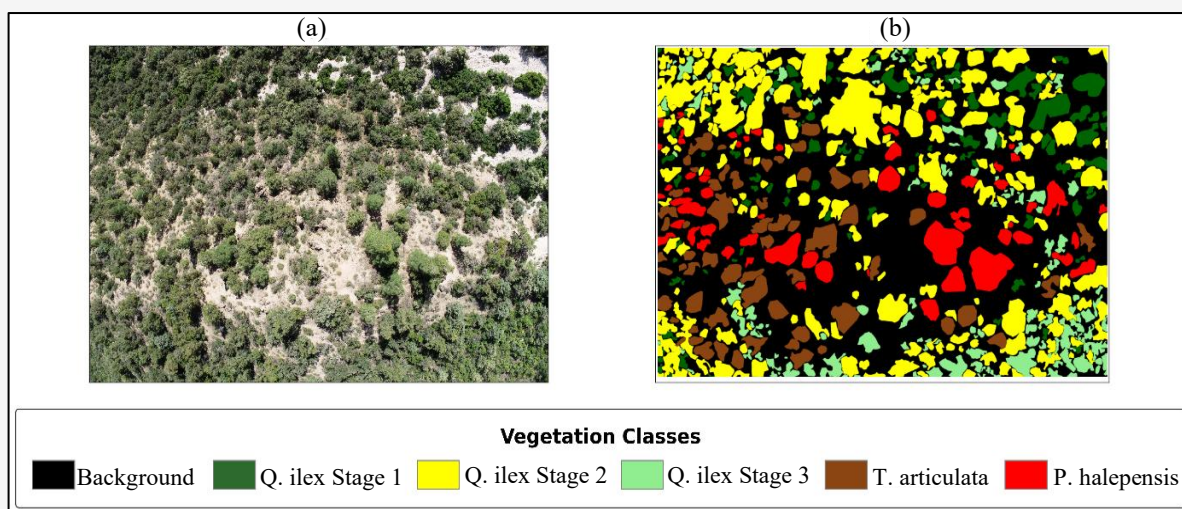 (a) (b)
Vegetation Classes
Background Q. ilex Stage 1 Q. ilex Stage 2 Q. ilex Stage 3 T. articulata P. halepensis